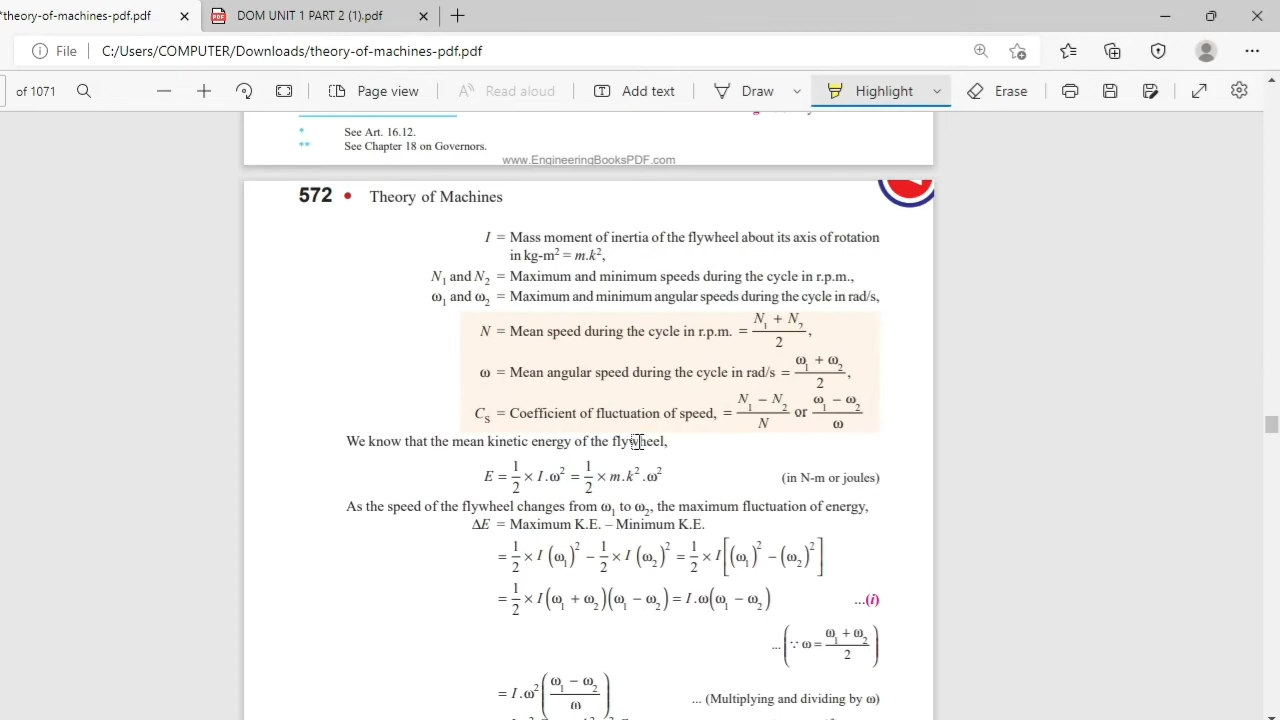 theory-of-machines-pdf.pdf
DOM UNIT 1 PART 2 (1).pdf
File C:/Users/COMPUTER/Downloads/theory-of-machines-pdf.pdf
of 1071 Page view Read aloud Add text Draw Highlight Erase
* See Art. 16.12.
** See Chapter 18 on Governors.
www.EngineeringBooksPDF.com
572 • Theory of Machines
I = Mass moment of inertia of the flywheel about its axis of rotation
in kg-m² = m.k²,
N₁ and N₂ = Maximum and minimum speeds during the cycle in r.p.m.,
ω₁ and ω₂ = Maximum and minimum angular speeds during the cycle in rad/s,
N = Mean speed during the cycle in r.p.m. = (N₁ + N₂)/2,
ω = Mean angular speed during the cycle in rad/s = (ω₁ + ω₂)/2,
C_S = Coefficient of fluctuation of speed, = (N₁ − N₂)/N or (ω₁ − ω₂)/ω
We know that the mean kinetic energy of the flywheel,
E = 1/2 × I.ω² = 1/2 × m.k².ω² (in N-m or joules)
As the speed of the flywheel changes from ω₁ to ω₂, the maximum fluctuation of energy,
ΔE = Maximum K.E. – Minimum K.E.
= 1/2 × I (ω₁)² − 1/2 × I (ω₂)² = 1/2 × I[(ω₁)² − (ω₂)²]
= 1/2 × I(ω₁ + ω₂)(ω₁ − ω₂) = I.ω(ω₁ − ω₂) ...(i)
...(∵ ω = (ω₁ + ω₂)/2)
= I.ω²((ω₁ − ω₂)/ω) ... (Multiplying and dividing by ω)